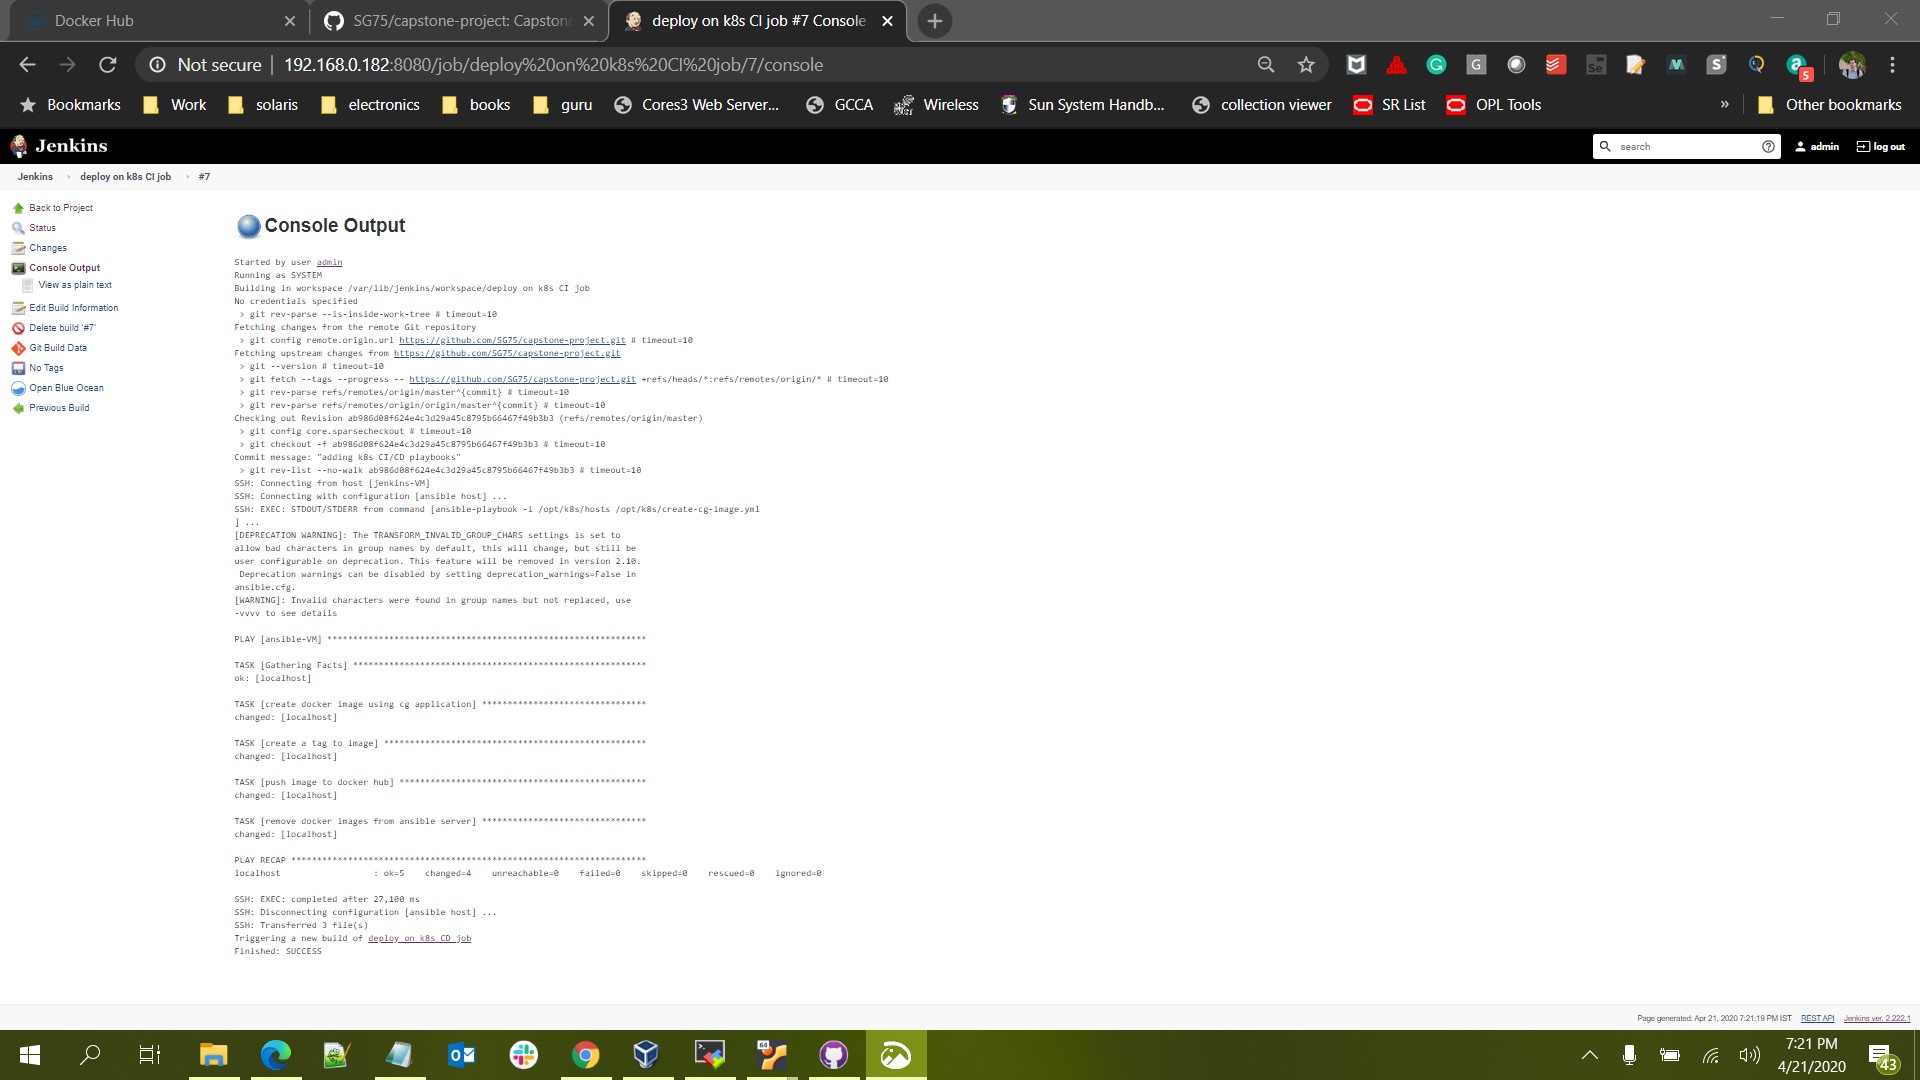 Docker Hub
SG75/capstone-project: Capston
deploy on k8s CI job #7 Console
Not secure
192.168.0.182:8080/job/deploy%20on%20k8s%20CI%20job/7/console
5
Bookmarks
Work
solaris
electronics
books
guru
Cores3 Web Server...
GCCA
Wireless
Sun System Handb...
collection viewer
SR List
OPL Tools
»
Other bookmarks
Jenkins
search
admin
log out
Jenkins
deploy on k8s CI job
#7
Back to Project
Status
Changes
Console Output
View as plain text
Edit Build Information
Delete build '#7'
Git Build Data
No Tags
Open Blue Ocean
Previous Build
Console Output
Started by user admin
Running as SYSTEM
Building in workspace /var/lib/jenkins/workspace/deploy on k8s CI job
No credentials specified
> git rev-parse --is-inside-work-tree # timeout=10
Fetching changes from the remote Git repository
> git config remote.origin.url https://github.com/SG75/capstone-project.git # timeout=10
Fetching upstream changes from https://github.com/SG75/capstone-project.git
> git --version # timeout=10
> git fetch --tags --progress -- https://github.com/SG75/capstone-project.git +refs/heads/*:refs/remotes/origin/* # timeout=10
> git rev-parse refs/remotes/origin/master^{commit} # timeout=10
> git rev-parse refs/remotes/origin/origin/master^{commit} # timeout=10
Checking out Revision ab986d08f624e4c3d29a45c8795b66467f49b3b3 (refs/remotes/origin/master)
> git config core.sparsecheckout # timeout=10
> git checkout -f ab986d08f624e4c3d29a45c8795b66467f49b3b3 # timeout=10
Commit message: "adding k8s CI/CD playbooks"
> git rev-list --no-walk ab986d08f624e4c3d29a45c8795b66467f49b3b3 # timeout=10
SSH: Connecting from host [jenkins-VM]
SSH: Connecting with configuration [ansible host] ...
SSH: EXEC: STDOUT/STDERR from command [ansible-playbook -i /opt/k8s/hosts /opt/k8s/create-cg-image.yml
] ...
[DEPRECATION WARNING]: The TRANSFORM_INVALID_GROUP_CHARS settings is set to
allow bad characters in group names by default, this will change, but still be
user configurable on deprecation. This feature will be removed in version 2.10.
Deprecation warnings can be disabled by setting deprecation_warnings=False in
ansible.cfg.
[WARNING]: Invalid characters were found in group names but not replaced, use
-vvvv to see details
PLAY [ansible-VM] **************************************************************
TASK [Gathering Facts] *********************************************************
ok: [localhost]
TASK [create docker image using cg application] ********************************
changed: [localhost]
TASK [create a tag to image] ***************************************************
changed: [localhost]
TASK [push image to docker hub] ************************************************
changed: [localhost]
TASK [remove docker images from ansible server] ********************************
changed: [localhost]
PLAY RECAP *********************************************************************
localhost : ok=5 changed=4 unreachable=0 failed=0 skipped=0 rescued=0 ignored=0
SSH: EXEC: completed after 27,100 ms
SSH: Disconnecting configuration [ansible host] ...
SSH: Transferred 3 file(s)
Triggering a new build of deploy on k8s CD job
Finished: SUCCESS
Page generated: Apr 21, 2020 7:21:19 PM IST
REST API
Jenkins ver. 2.222.1
7:21 PM
4/21/2020
43